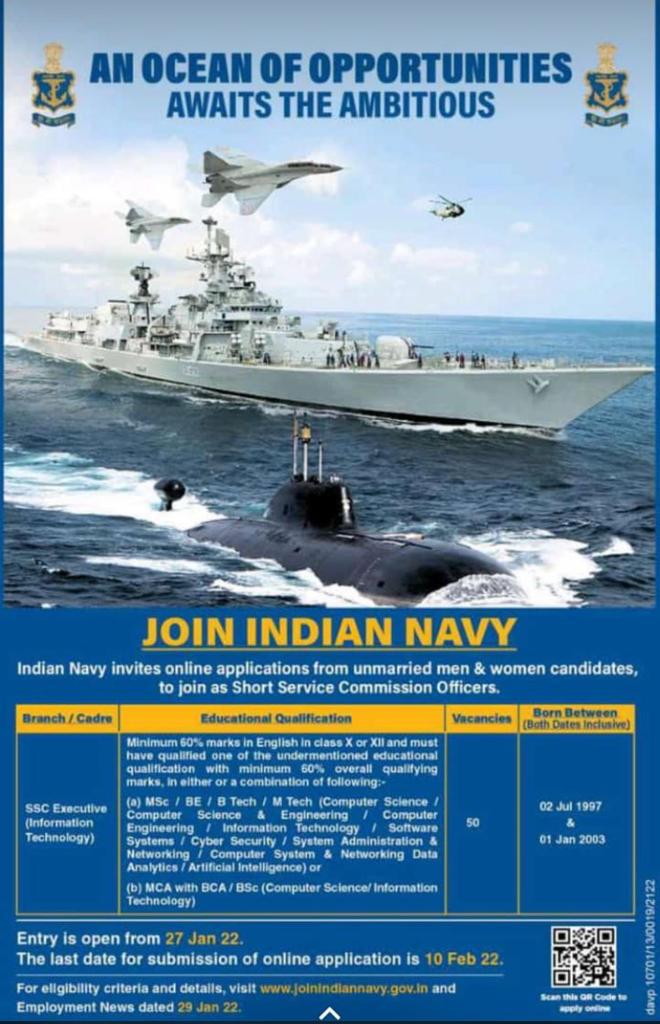 AN OCEAN OF OPPORTUNITIES
AWAITS THE AMBITIOUS
JOIN INDIAN NAVY
Indian Navy invites online applications from unmarried men & women candidates,
to join as Short Service Commission Officers.
Branch / Cadre
Educational Qualification
Vacancies
Born Between
(Both Dates Inclusive)
SSC Executive
(Information
Technology)
Minimum 60% marks in English in class X or XII and must
have qualified one of the undermentioned educational
qualification with minimum 60% overall qualifying
marks, in either or a combination of following:-
(a) MSc / BE / B Tech / M Tech (Computer Science /
Computer Science & Engineering / Computer
Engineering / Information Technology / Software
Systems / Cyber Security / System Administration &
Networking / Computer System & Networking Data
Analytics / Artificial Intelligence) or
(b) MCA with BCA / BSc (Computer Science/ Information
Technology)
50
02 Jul 1997
&
01 Jan 2003
Entry is open from 27 Jan 22.
The last date for submission of online application is 10 Feb 22.
For eligibility criteria and details, visit www.joinindiannavy.gov.in and
Employment News dated 29 Jan 22.
Scan this QR Code to
apply online
davp 10701/13/0019/2122